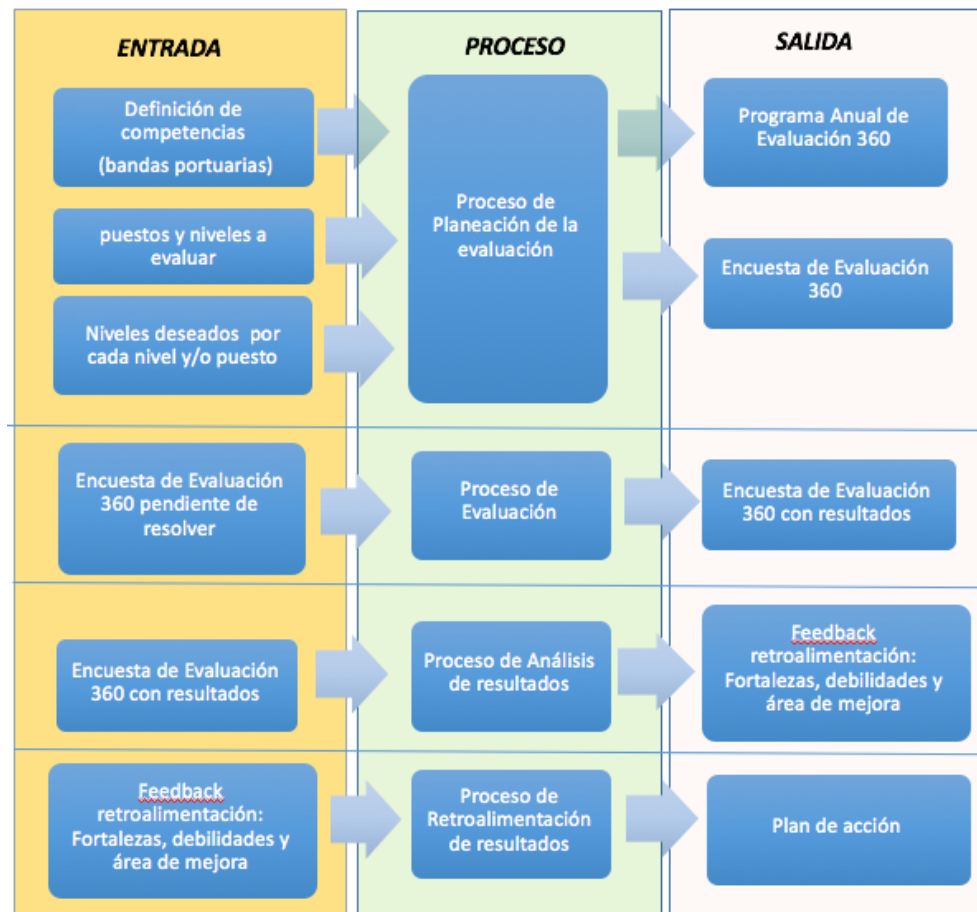 ENTRADA
PROCESO
SALIDA
Definición de
competencias
(bandas portuarias)
puestos y niveles a
evaluar
Niveles deseados por
cada nivel y/o puesto
Proceso de
Planeación de la
evaluación
Programa Anual de
Evaluación 360
Encuesta de Evaluación
360
Encuesta de Evaluación
360 pendiente de
resolver
Proceso de
Evaluación
Encuesta de Evaluación
360 con resultados
Encuesta de Evaluación
360 con resultados
Proceso de Análisis
de resultados
Feedback
retroalimentación:
Fortalezas, debilidades y
área de mejora
Feedback
retroalimentación:
Fortalezas, debilidades y
área de mejora
Proceso de
Retroalimentación
de resultados
Plan de acción